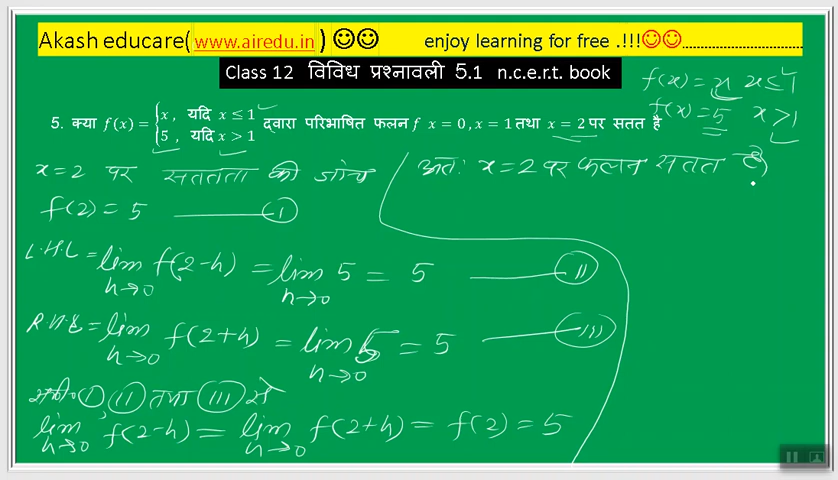 Akash educare( www.airedu.in ) ☺☺ enjoy learning for free .!!!☺☺..............................
Class 12 विविध प्रश्नावली 5.1 n.c.e.r.t. book
f(x) = x x ≤ 1
f(x) = 5 x > 1
5. क्या f(x) = {x, यदि x ≤ 1
5, यदि x > 1 द्वारा परिभाषित फलन f x = 0, x = 1 तथा x = 2 पर सतत है
x = 2 पर सततता की जाँच
f(2) = 5 ——— (I)
L.H.L = lim h→0 f(2-h) = lim h→0 5 = 5 ——— (II)
R.H.L = lim h→0 f(2+h) = lim h→0 5 = 5 ——— (III)
समी० (I), (II) तथा (III) से
lim h→0 f(2-h) = lim h→0 f(2+h) = f(2) = 5
अतः x = 2 पर फलन सतत है